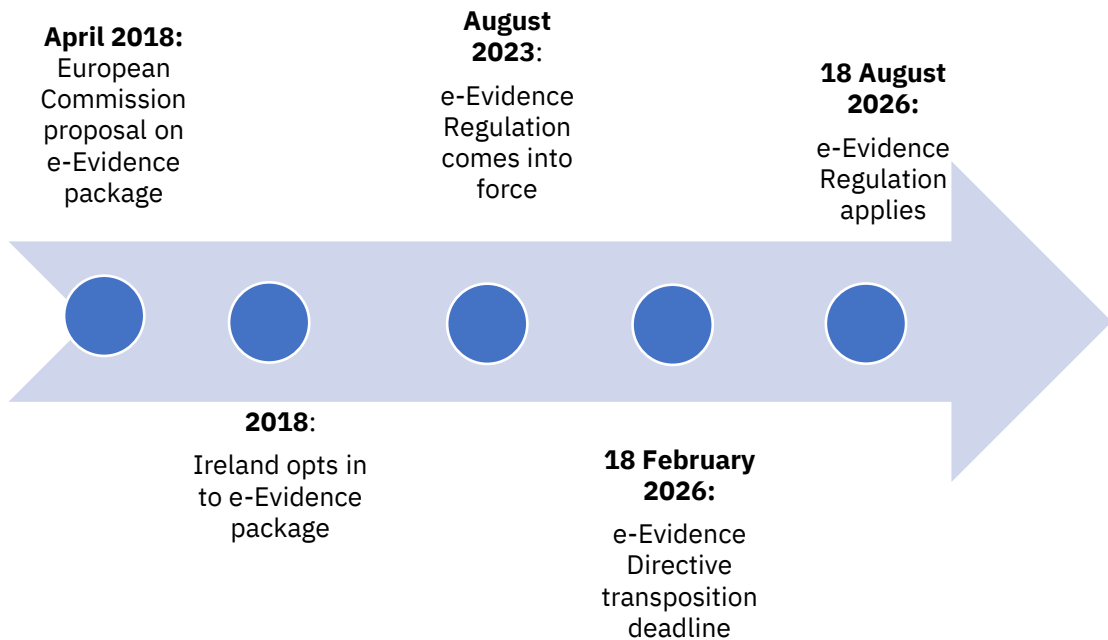 April 2018:
European
Commission
proposal on
e-Evidence
package
2018:
Ireland opts in
to e-Evidence
package
August
2023:
e-Evidence
Regulation
comes into
force
18 February
2026:
e-Evidence
Directive
transposition
deadline
18 August
2026:
e-Evidence
Regulation
applies